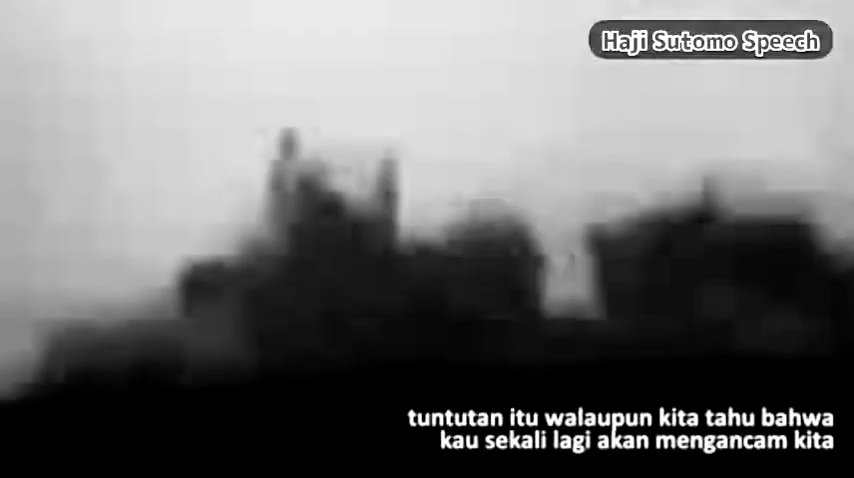 Haji Sutomo Speech
tuntutan itu walaupun kita tahu bahwa
kau sekali lagi akan mengancam kita